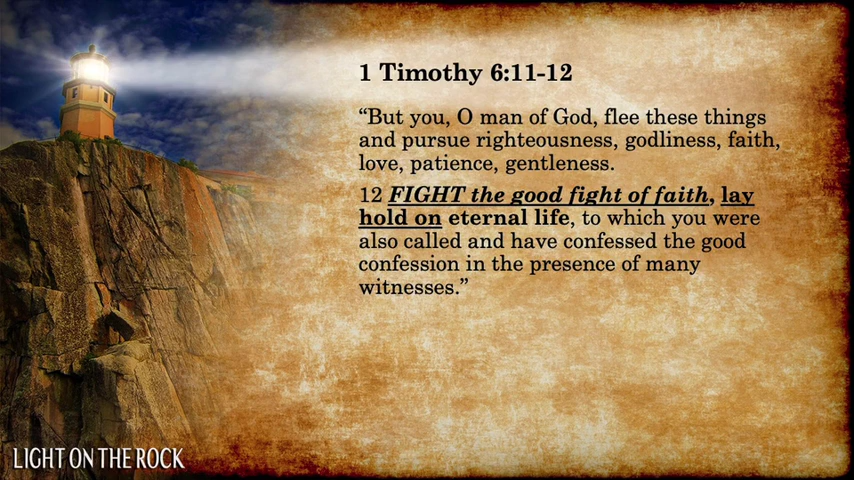 1 Timothy 6:11-12
“But you, O man of God, flee these things
and pursue righteousness, godliness, faith,
love, patience, gentleness.
12 FIGHT the good fight of faith, lay
hold on eternal life, to which you were
also called and have confessed the good
confession in the presence of many
witnesses.”
LIGHT ON THE ROCK